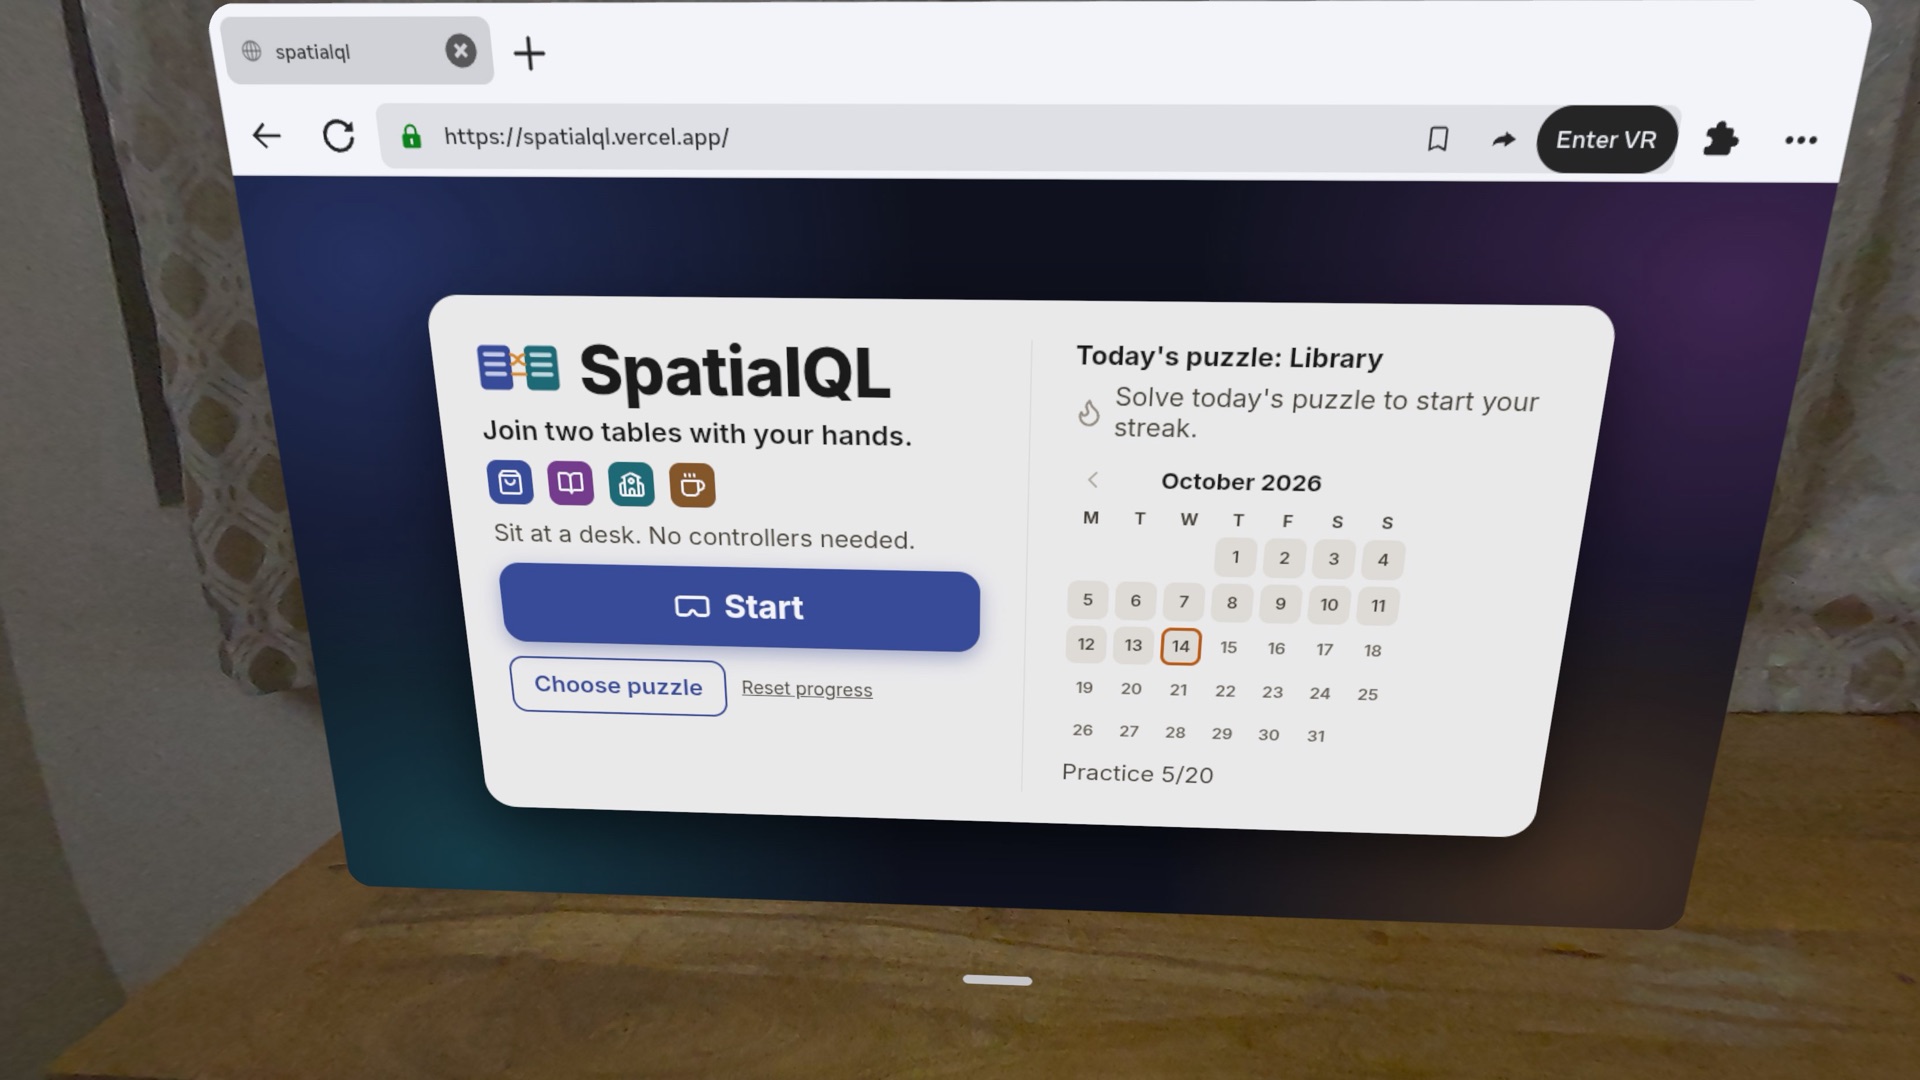 spatialql
https://spatialql.vercel.app/
Enter VR
SpatialQL
Join two tables with your hands.
Sit at a desk. No controllers needed.
Start
Choose puzzle
Reset progress
Today's puzzle: Library
Solve today's puzzle to start your
streak.
October 2026
M T W T F S S
1 2 3 4
5 6 7 8 9 10 11
12 13 14 15 16 17 18
19 20 21 22 23 24 25
26 27 28 29 30 31
Practice 5/20